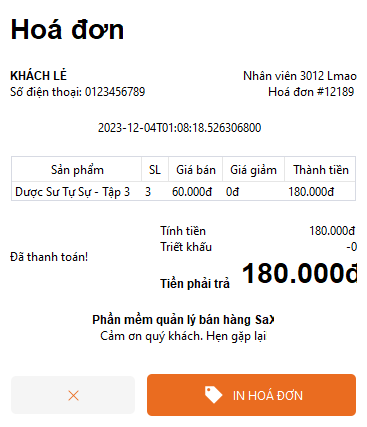 Hoá đơn
KHÁCH LẺ Nhân viên 3012 Lmao
Số điện thoại: 0123456789 Hoá đơn #12189
2023-12-04T01:08:18.526306800
Sản phẩm SL Giá bán Giá giảm Thành tiền
Dược Sư Tự Sự - Tập 3 3 60.000đ 0đ 180.000đ
Tính tiền 180.000đ
Triết khấu -0
Đã thanh toán!
Tiền phải trả 180.000đ
Phần mềm quản lý bán hàng SaX
Cảm ơn quý khách. Hẹn gặp lại
IN HOÁ ĐƠN